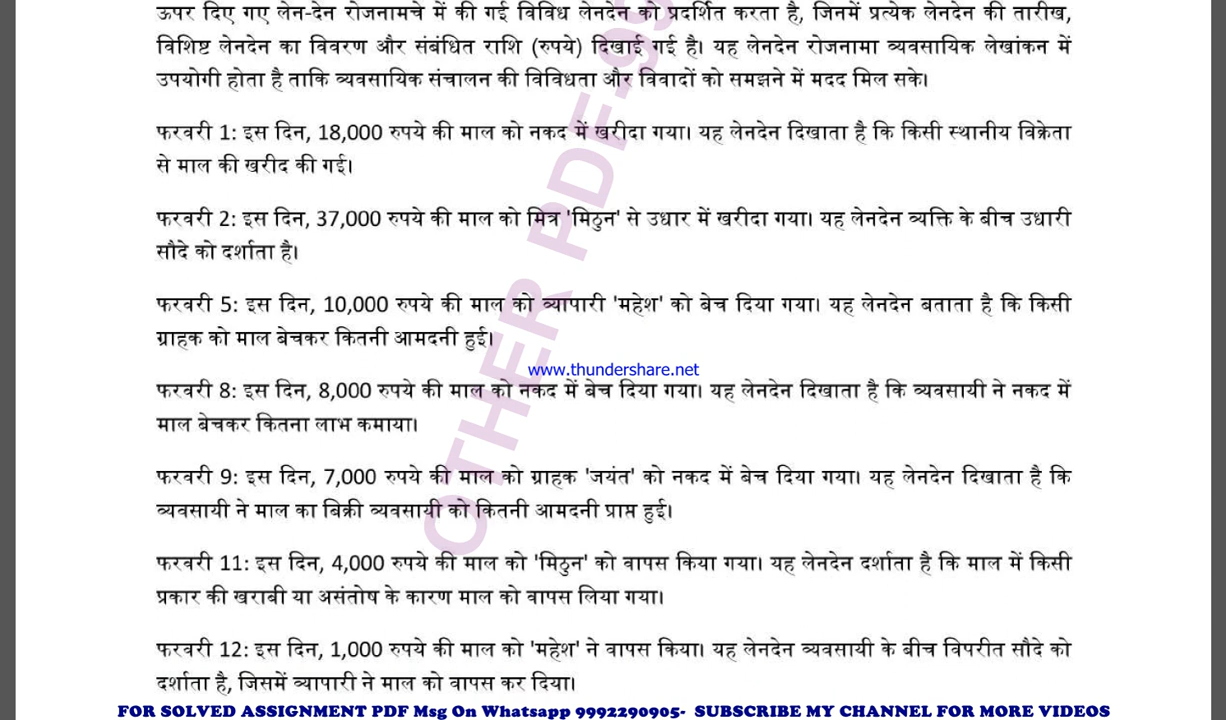 ऊपर दिए गए लेन-देन रोजनामचे में की गई विविध लेनदेन को प्रदर्शित करता है, जिनमें प्रत्येक लेनदेन की तारीख,
विशिष्ट लेनदेन का विवरण और संबंधित राशि (रुपये) दिखाई गई है। यह लेनदेन रोजनामा व्यवसायिक लेखांकन में
उपयोगी होता है ताकि व्यवसायिक संचालन की विविधता और विवादों को समझने में मदद मिल सके।
फरवरी 1: इस दिन, 18,000 रुपये की माल को नकद में खरीदा गया। यह लेनदेन दिखाता है कि किसी स्थानीय विक्रेता
से माल की खरीद की गई।
फरवरी 2: इस दिन, 37,000 रुपये की माल को मित्र 'मिठुन' से उधार में खरीदा गया। यह लेनदेन व्यक्ति के बीच उधारी
सौदे को दर्शाता है।
फरवरी 5: इस दिन, 10,000 रुपये की माल को व्यापारी 'महेश' को बेच दिया गया। यह लेनदेन बताता है कि किसी
ग्राहक को माल बेचकर कितनी आमदनी हुई।
www.thundershare.net
फरवरी 8: इस दिन, 8,000 रुपये की माल को नकद में बेच दिया गया। यह लेनदेन दिखाता है कि व्यवसायी ने नकद में
माल बेचकर कितना लाभ कमाया।
फरवरी 9: इस दिन, 7,000 रुपये की माल को ग्राहक 'जयंत' को नकद में बेच दिया गया। यह लेनदेन दिखाता है कि
व्यवसायी ने माल का बिक्री व्यवसायी को कितनी आमदनी प्राप्त हुई।
फरवरी 11: इस दिन, 4,000 रुपये की माल को 'मिठुन' को वापस किया गया। यह लेनदेन दर्शाता है कि माल में किसी
प्रकार की खराबी या असंतोष के कारण माल को वापस लिया गया।
फरवरी 12: इस दिन, 1,000 रुपये की माल को 'महेश' ने वापस किया। यह लेनदेन व्यवसायी के बीच विपरीत सौदे को
दर्शाता है, जिसमें व्यापारी ने माल को वापस कर दिया।
OTHER PDF-99
FOR SOLVED ASSIGNMENT PDF Msg On Whatsapp 9992290905- SUBSCRIBE MY CHANNEL FOR MORE VIDEOS